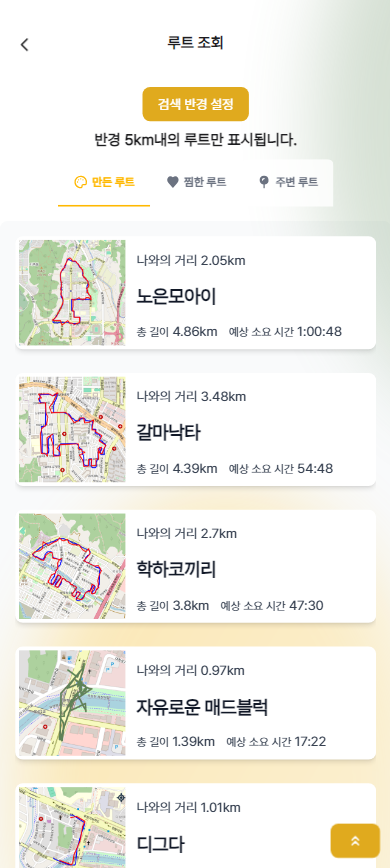 루트 조회
검색 반경 설정
반경 5km내의 루트만 표시됩니다.
만든 루트 찜한 루트 주변 루트
나와의 거리 2.05km
노은모아이
총 길이 4.86km 예상 소요 시간 1:00:48
나와의 거리 3.48km
갈마낙타
총 길이 4.39km 예상 소요 시간 54:48
나와의 거리 2.7km
학하코끼리
총 길이 3.8km 예상 소요 시간 47:30
나와의 거리 0.97km
자유로운 매드블럭
총 길이 1.39km 예상 소요 시간 17:22
나와의 거리 1.01km
디그다